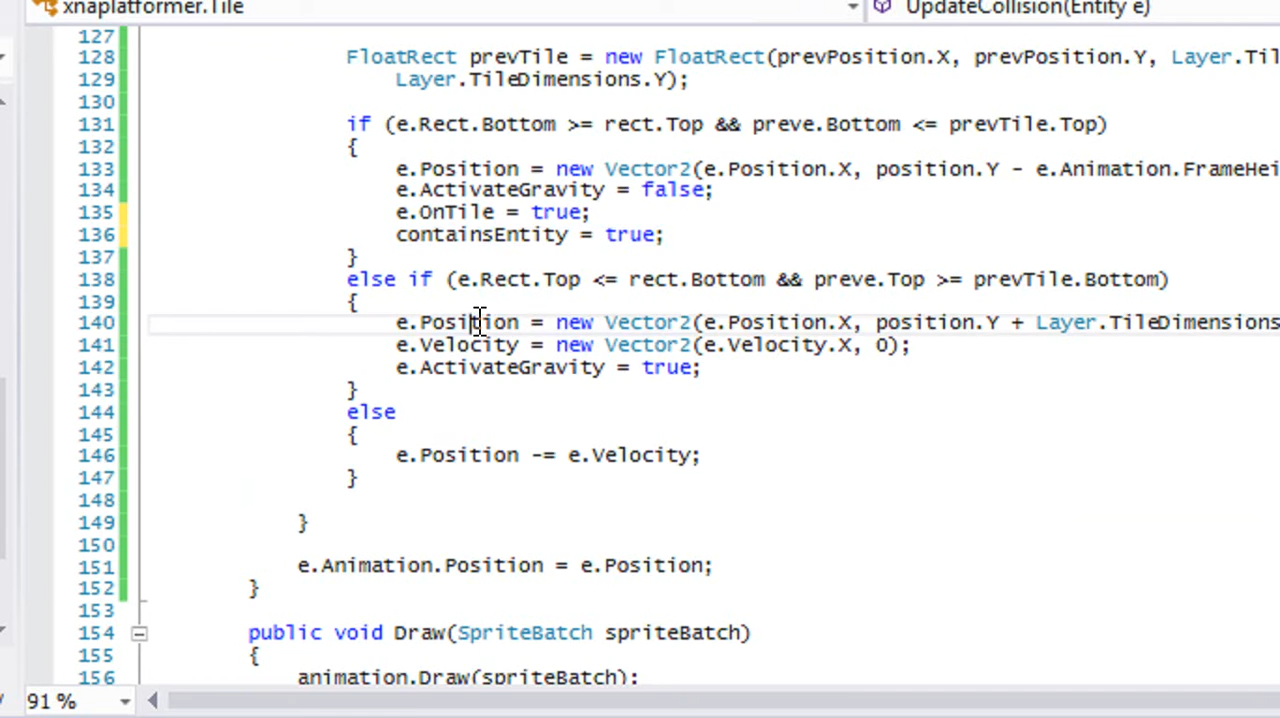 xnaplatformer.Tile
UpdateCollision(Entity e)
127
128 FloatRect prevTile = new FloatRect(prevPosition.X, prevPosition.Y, Layer.Til
129 Layer.TileDimensions.Y);
130
131 if (e.Rect.Bottom >= rect.Top && preve.Bottom <= prevTile.Top)
132 {
133 e.Position = new Vector2(e.Position.X, position.Y - e.Animation.FrameHei
134 e.ActivateGravity = false;
135 e.OnTile = true;
136 containsEntity = true;
137 }
138 else if (e.Rect.Top <= rect.Bottom && preve.Top >= prevTile.Bottom)
139 {
140 e.Position = new Vector2(e.Position.X, position.Y + Layer.TileDimensions
141 e.Velocity = new Vector2(e.Velocity.X, 0);
142 e.ActivateGravity = true;
143 }
144 else
145 {
146 e.Position -= e.Velocity;
147 }
148
149 }
150
151 e.Animation.Position = e.Position;
152 }
153
154 public void Draw(SpriteBatch spriteBatch)
155 {
156 animation.Draw(spriteBatch);
91 %